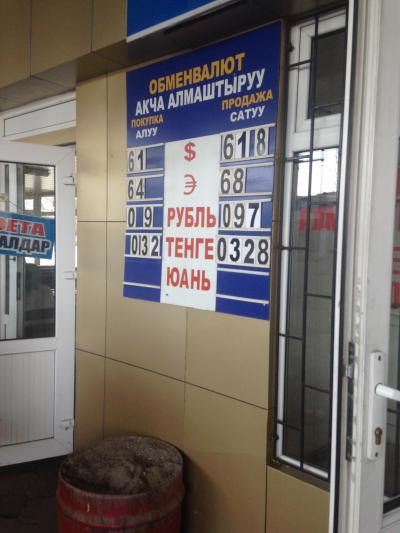 ОБМЕНВАЛЮТ
АКЧА АЛМАШТЫРУУ
ПОКУПКА ПРОДАЖА
АЛУУ САТУУ
61 $ 6118
64 Э 68
09 РУБЛЬ 097
032 ТЕНГЕ 0328
ЮАНЬ